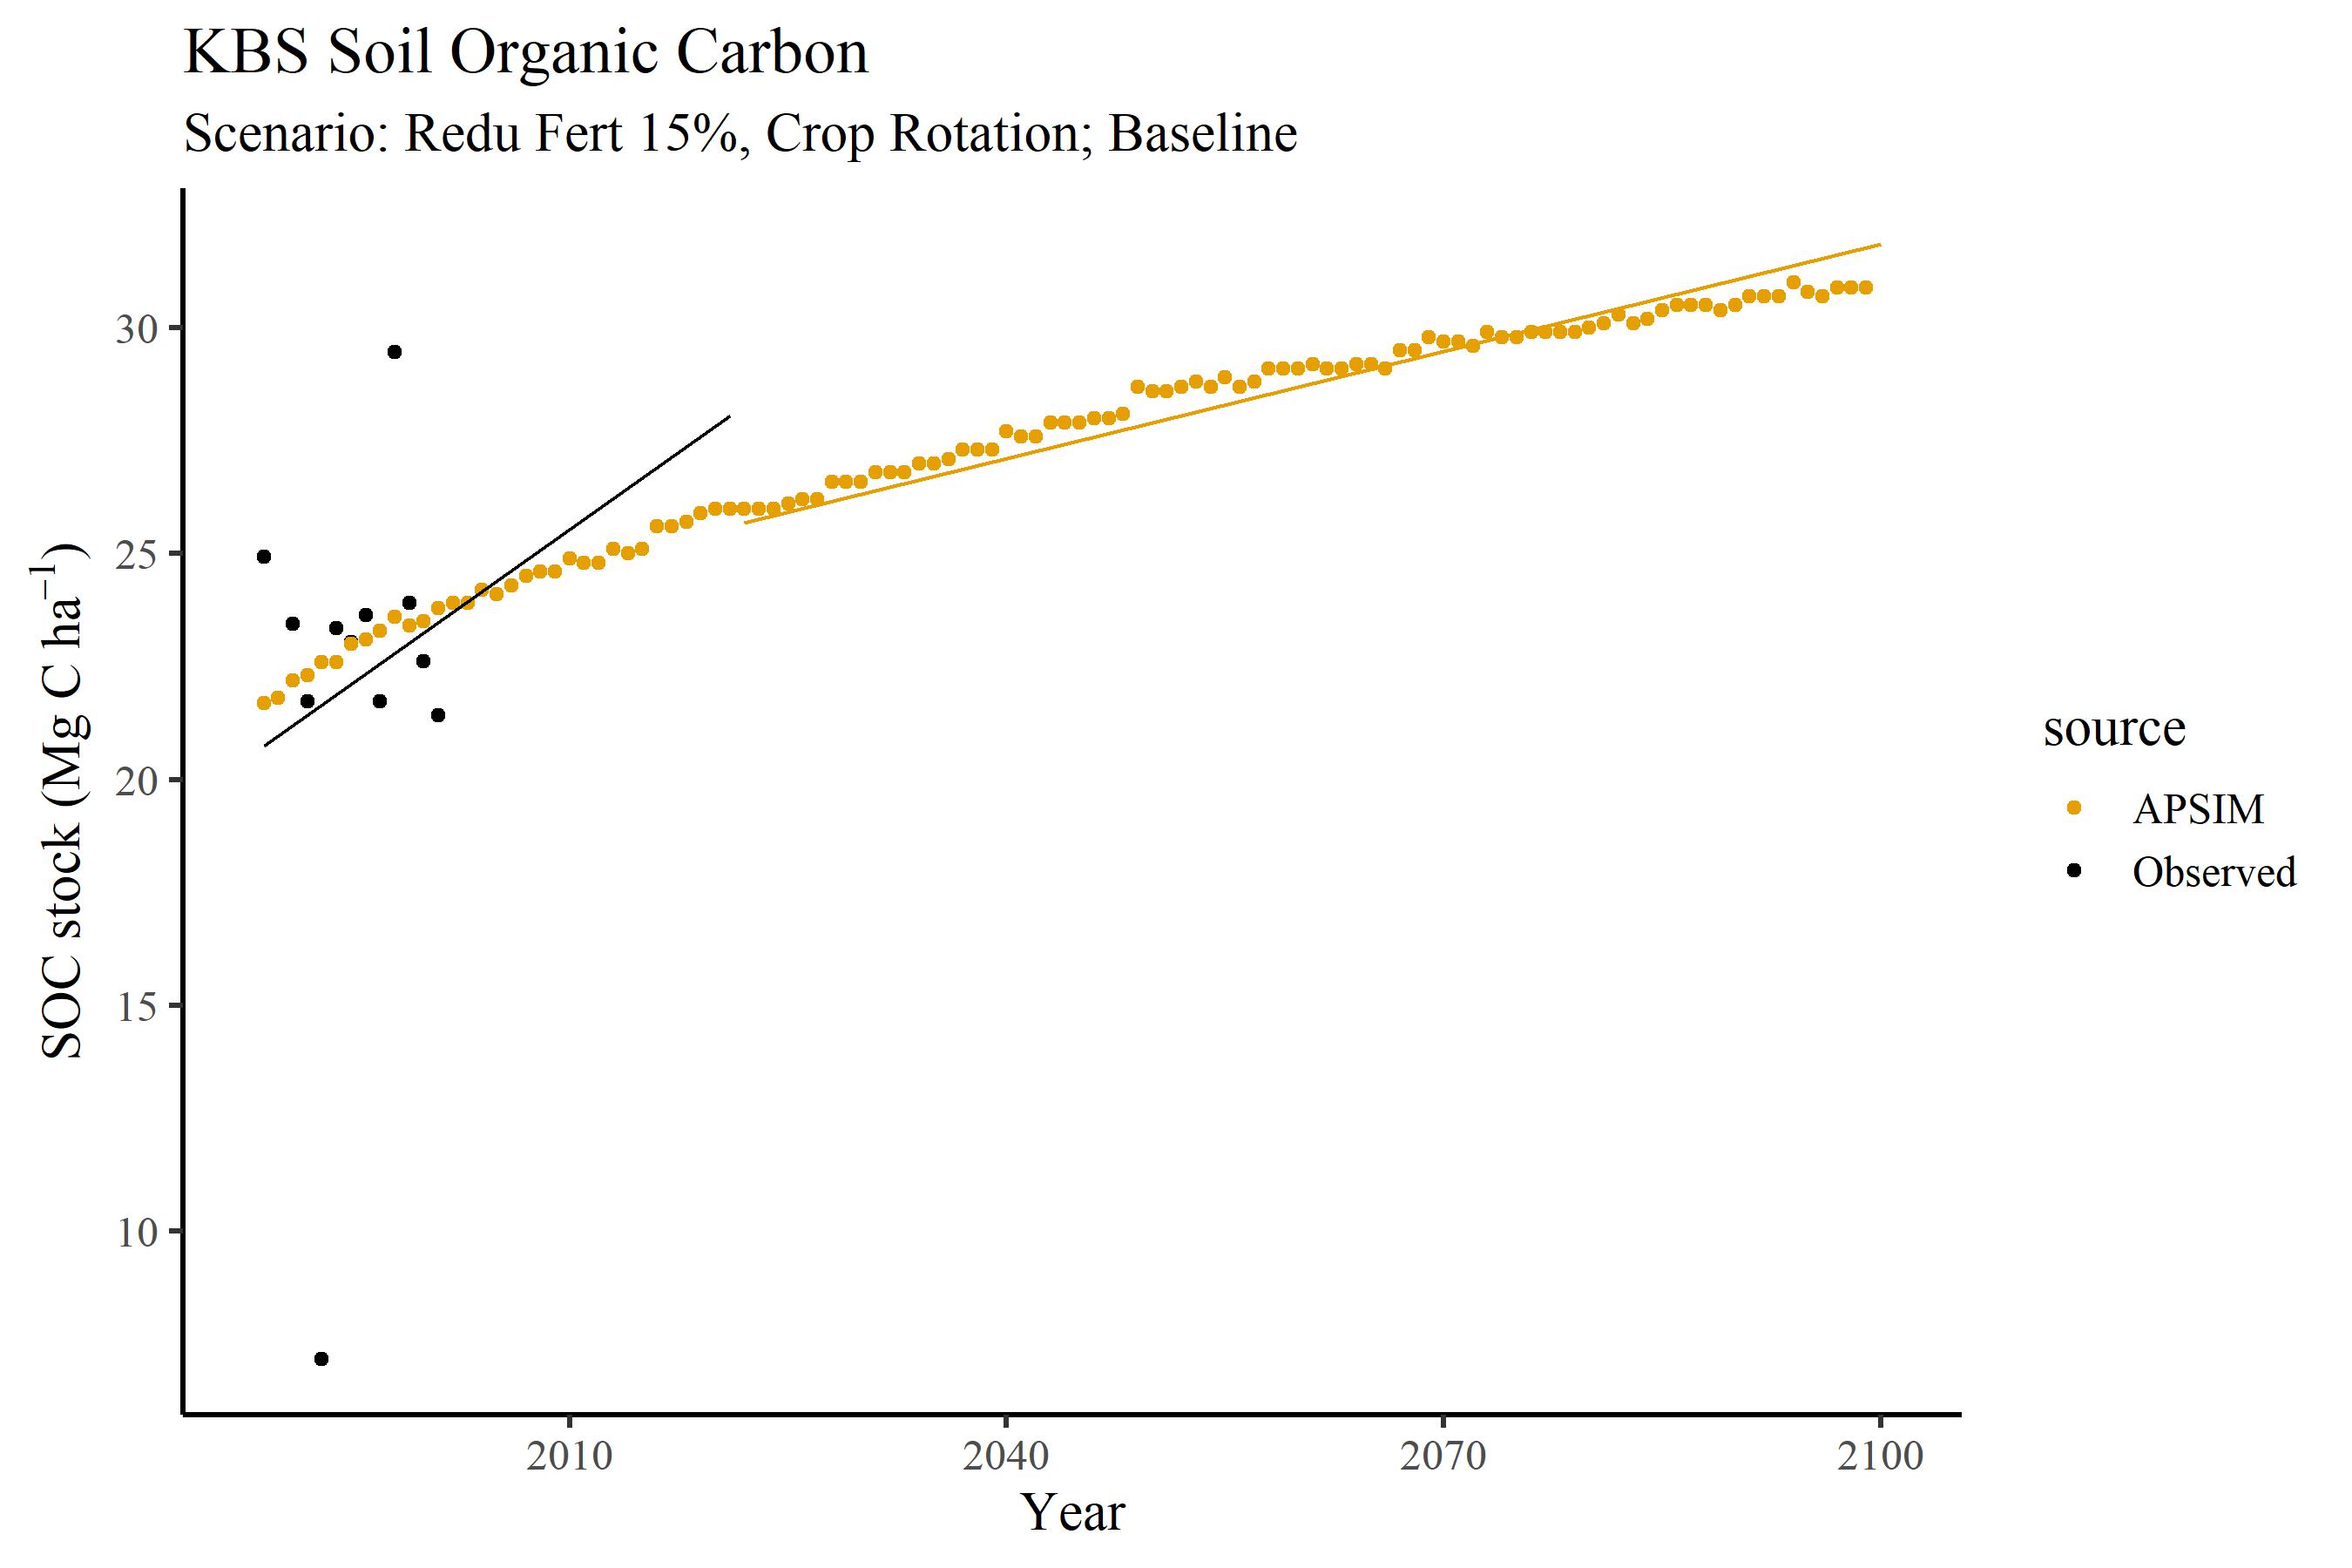 KBS Soil Organic Carbon
Scenario: Redu Fert 15%, Crop Rotation; Baseline
SOC stock (Mg C ha⁻¹)
30
25
20
15
10
2010
2040
2070
2100
Year
source
APSIM
Observed